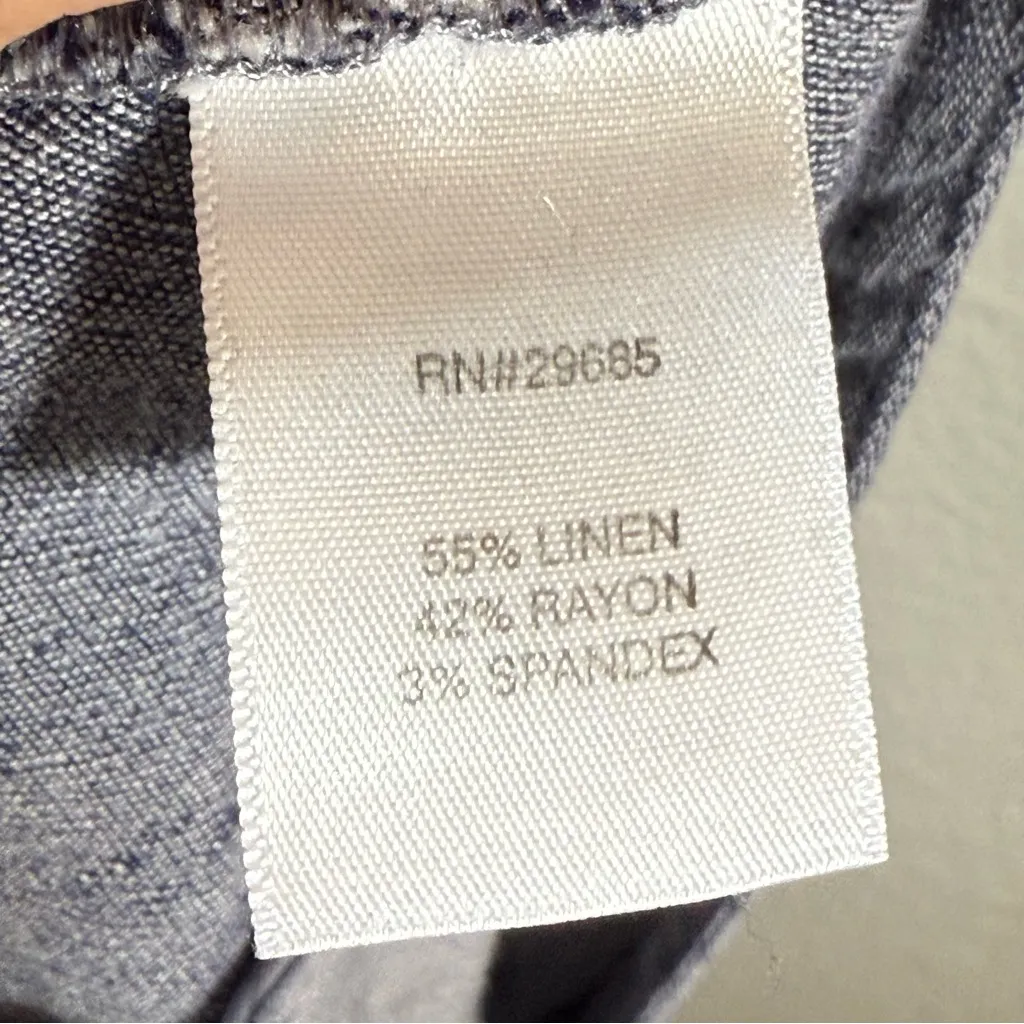 RN#29685
55% LINEN
42% RAYON
3% SPANDEX